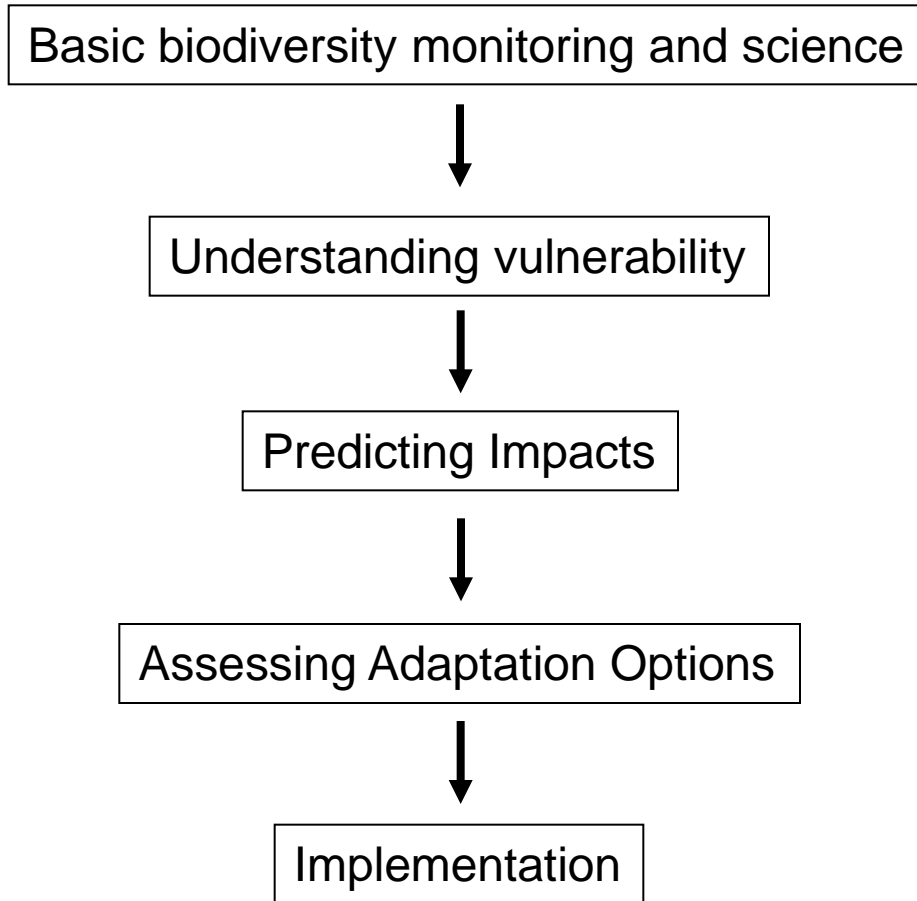 Basic biodiversity monitoring and science
Understanding vulnerability
Predicting Impacts
Assessing Adaptation Options
Implementation